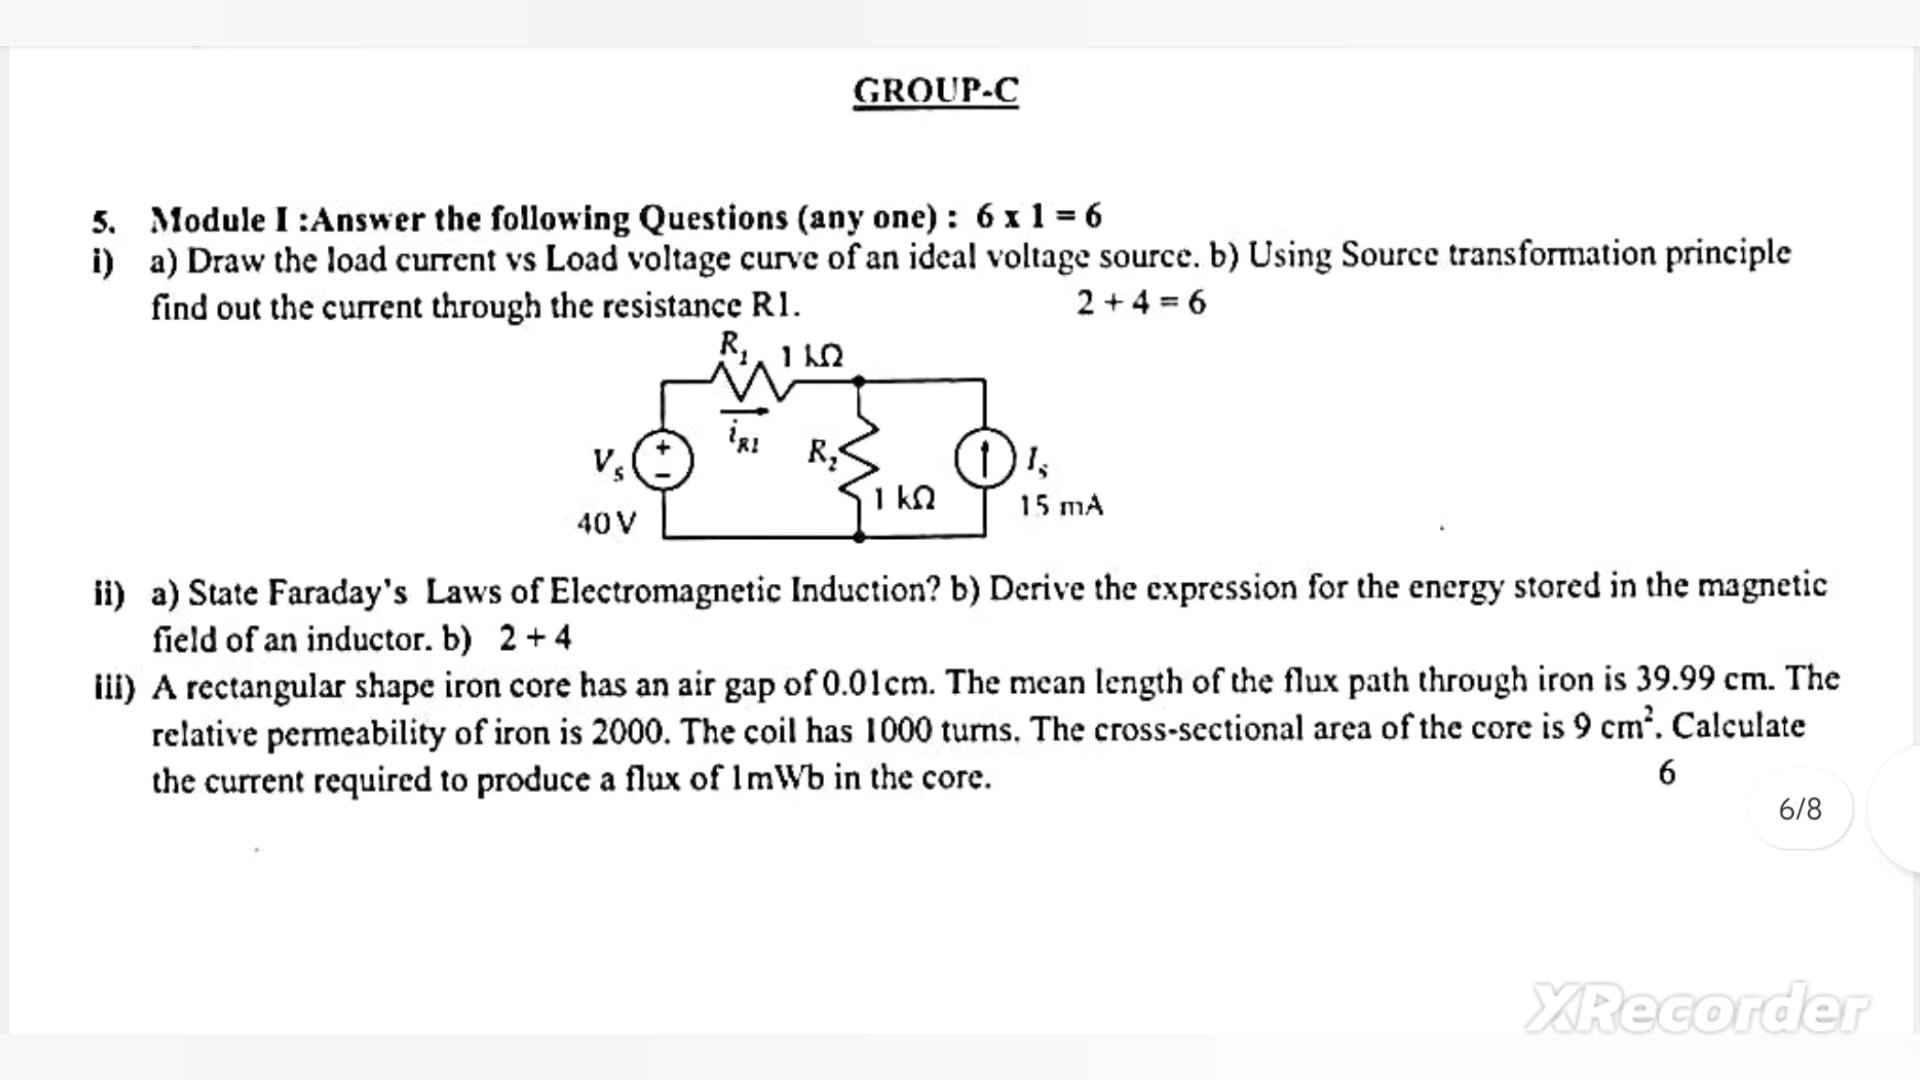 GROUP-C
5. Module I :Answer the following Questions (any one) : 6 x 1 = 6
i) a) Draw the load current vs Load voltage curve of an ideal voltage source. b) Using Source transformation principle
find out the current through the resistance R1. 2 + 4 = 6
R₁ 1 kΩ
iR1
Vs + − R₂ Is
1 kΩ 15 mA
40V
ii) a) State Faraday's Laws of Electromagnetic Induction? b) Derive the expression for the energy stored in the magnetic
field of an inductor. b) 2 + 4
iii) A rectangular shape iron core has an air gap of 0.01cm. The mean length of the flux path through iron is 39.99 cm. The
relative permeability of iron is 2000. The coil has 1000 turns. The cross-sectional area of the core is 9 cm². Calculate
the current required to produce a flux of 1mWb in the core. 6
6/8
XRecorder